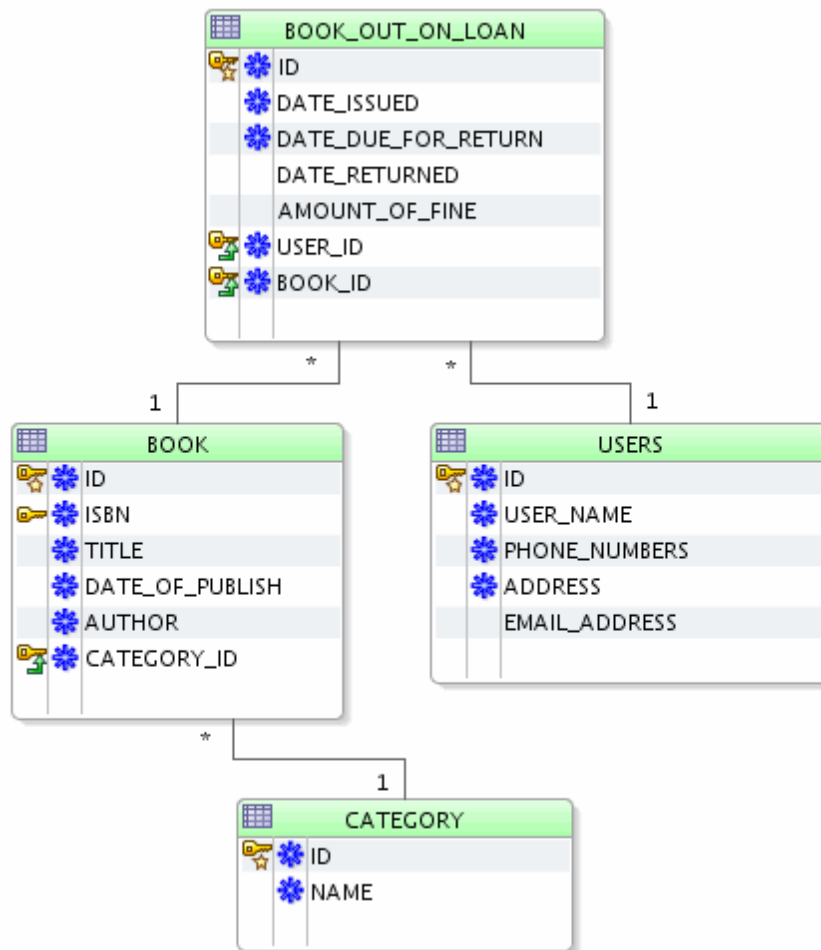 BOOK_OUT_ON_LOAN
ID
DATE_ISSUED
DATE_DUE_FOR_RETURN
DATE_RETURNED
AMOUNT_OF_FINE
USER_ID
BOOK_ID
* *
1 1
BOOK
ID
ISBN
TITLE
DATE_OF_PUBLISH
AUTHOR
CATEGORY_ID
USERS
ID
USER_NAME
PHONE_NUMBERS
ADDRESS
EMAIL_ADDRESS
*
1
CATEGORY
ID
NAME